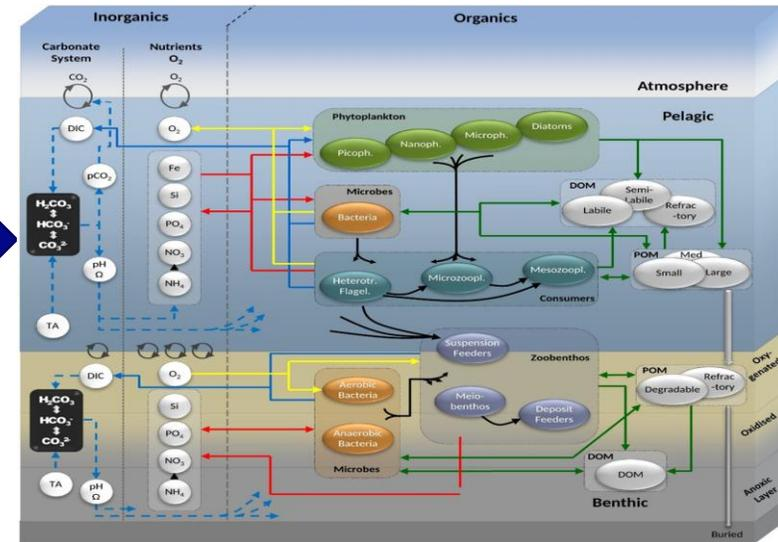 Inorganics
Organics
Carbonate
System
Nutrients
O₂
CO₂
O₂
Atmosphere
Pelagic
DIC
O₂
pCO₂
H₂CO₃
⇕
HCO₃⁻
⇕
CO₃²⁻
pH
Ω
TA
Fe
Si
PO₄
NO₃
NH₄
Phytoplankton
Picoph.
Nanoph.
Microph.
Diatoms
Microbes
Bacteria
Heterotr.
Flagel.
Microzoopl.
Mesozoopl.
Consumers
DOM
Labile
Semi-
Labile
Refrac
-tory
POM
Small
Med
Large
DIC
H₂CO₃
⇕
HCO₃⁻
⇕
CO₃²⁻
TA
pH
Ω
O₂
Si
PO₄
NO₃
NH₄
Aerobic
Bacteria
Anaerobic
Bacteria
Microbes
Suspension
Feeders
Zoobenthos
Meio-
benthos
Deposit
Feeders
POM
Degradable
Refrac
-tory
DOM
DOM
Benthic
Oxy-
genated
Oxidised
Anoxic
Layer
Buried